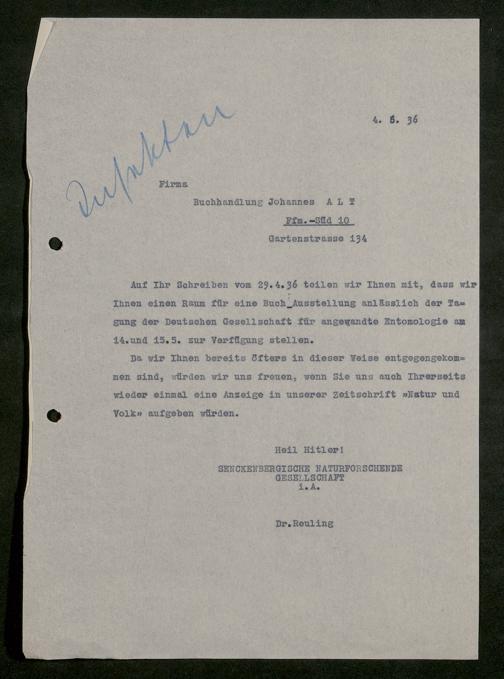 4. 5. 36
Insekten
Firma
Buchhandlung Johannes A L T
Ffm.-Süd 10
Gartenstrasse 134
Auf Ihr Schreiben vom 29.4.36 teilen wir Ihnen mit, dass wir
Ihnen einen Raum für eine Buch_Ausstellung anlässlich der Ta=
gung der Deutschen Gesellschaft für angewandte Entomologie am
14.und 15.5. zur Verfügung stellen.
Da wir Ihnen bereits öfters in dieser Weise entgegengekom=
men sind, würden wir uns freuen, wenn Sie uns auch Ihrerseits
wieder einmal eine Anzeige in unserer Zeitschrift »Natur und
Volk« aufgeben würden.
Heil Hitler!
SENCKENBERGISCHE NATURFORSCHENDE
GESELLSCHAFT
i.A.
Dr.Reuling